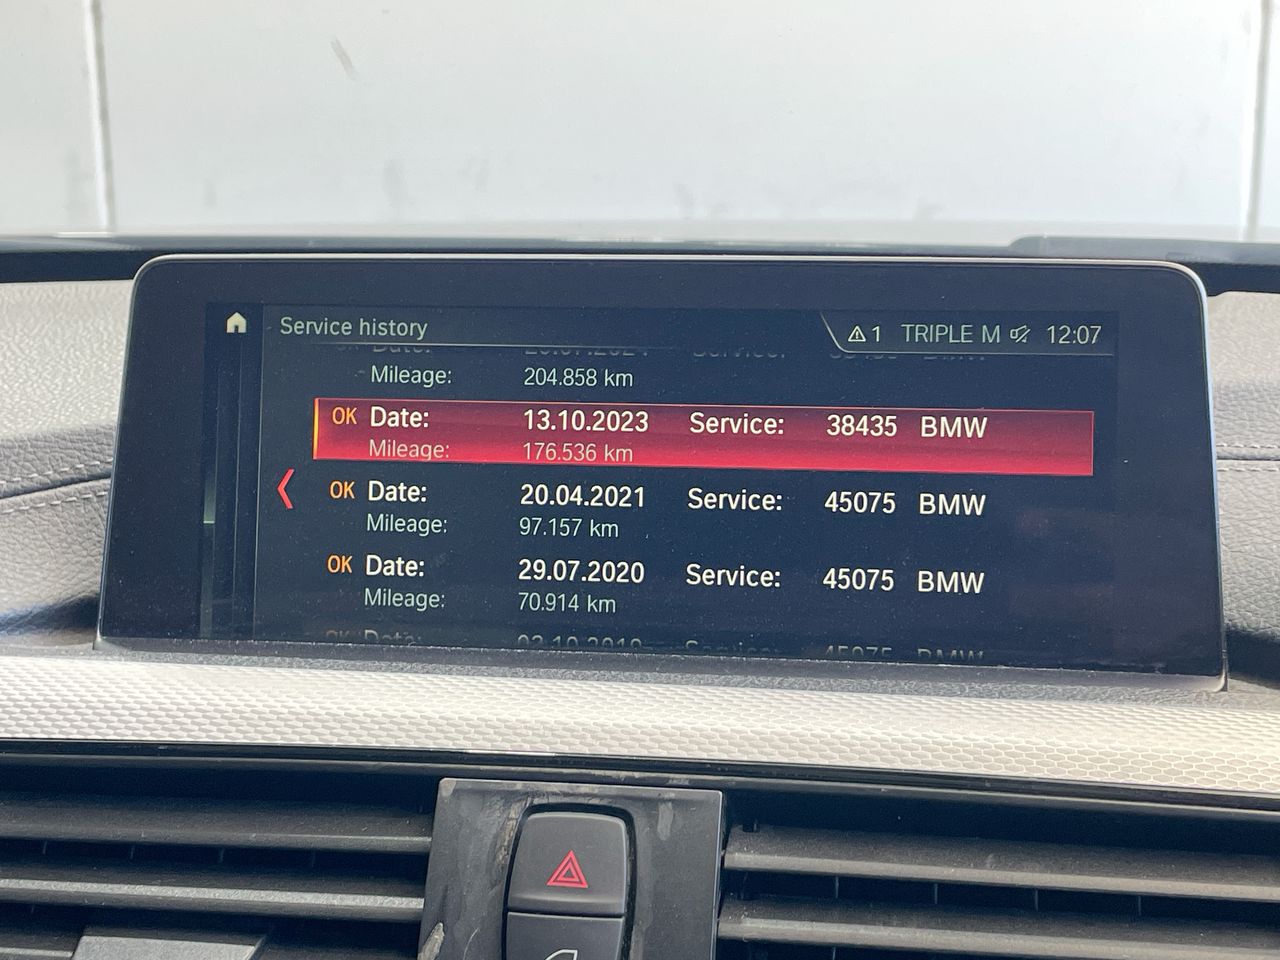 Service history
1 TRIPLE M 12:07
Mileage: 204.858 km
OK Date: 13.10.2023 Service: 38435 BMW
Mileage: 176.536 km
OK Date: 20.04.2021 Service: 45075 BMW
Mileage: 97.157 km
OK Date: 29.07.2020 Service: 45075 BMW
Mileage: 70.914 km